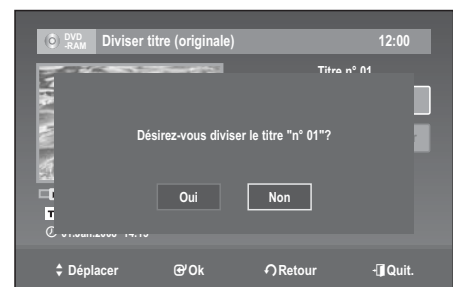 DVD
-RAM Diviser titre (originale) 12:00
Titre n° 01
Désirez-vous diviser le titre "n° 01"?
Oui Non
Déplacer Ok Retour Quit.